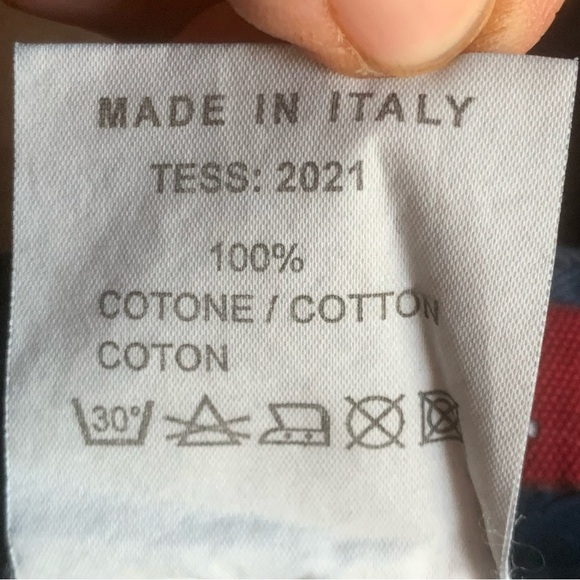 MADE IN ITALY
TESS: 2021
100%
COTONE / COTTON
COTON
30°